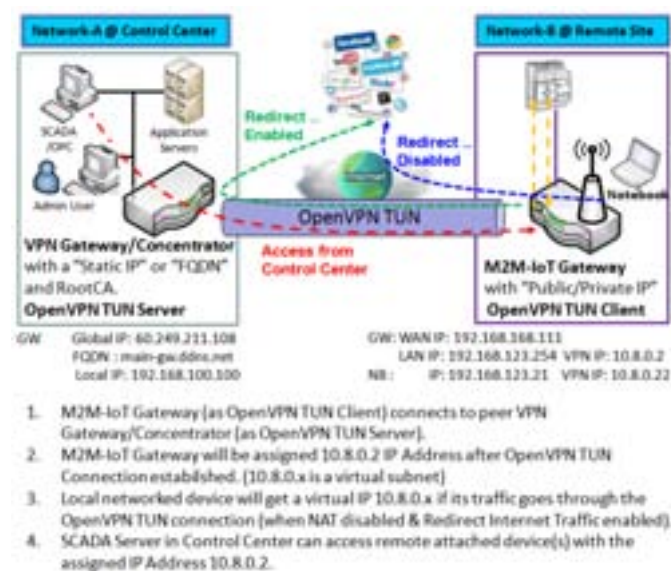 Network-A @ Control Center
Network-B @ Remote Site
SCADA
/OPC
Application
Servers
Admin User
Redirect ...
Enabled
Redirect ...
Disabled
Notebook
OpenVPN TUN
Access from
Control Center
VPN Gateway/Concentrator
with a "Static IP" or "FQDN"
and RootCA.
OpenVPN TUN Server
M2M-IoT Gateway
with "Public/Private IP"
OpenVPN TUN Client
GW Global IP: 60.249.211.108
FQDN : main-gw.ddns.net
Local IP: 192.168.100.100
GW: WAN IP: 192.168.168.111
LAN IP: 192.168.123.254 VPN IP: 10.8.0.2
NB : IP: 192.168.123.21 VPN IP: 10.8.0.22
1. M2M-IoT Gateway (as OpenVPN TUN Client) connects to peer VPN
Gateway/Concentrator (as OpenVPN TUN Server).
2. M2M-IoT Gateway will be assigned 10.8.0.2 IP Address after OpenVPN TUN
Connection estabilshed. (10.8.0.x is a virtual subnet)
3. Local networked device will get a virtual IP 10.8.0.x if its traffic goes through the
OpenVPN TUN connection (when NAT disabled & Redirect Internet Traffic enabled).
4. SCADA Server in Control Center can access remote attached device(s) with the
assigned IP Address 10.8.0.2.